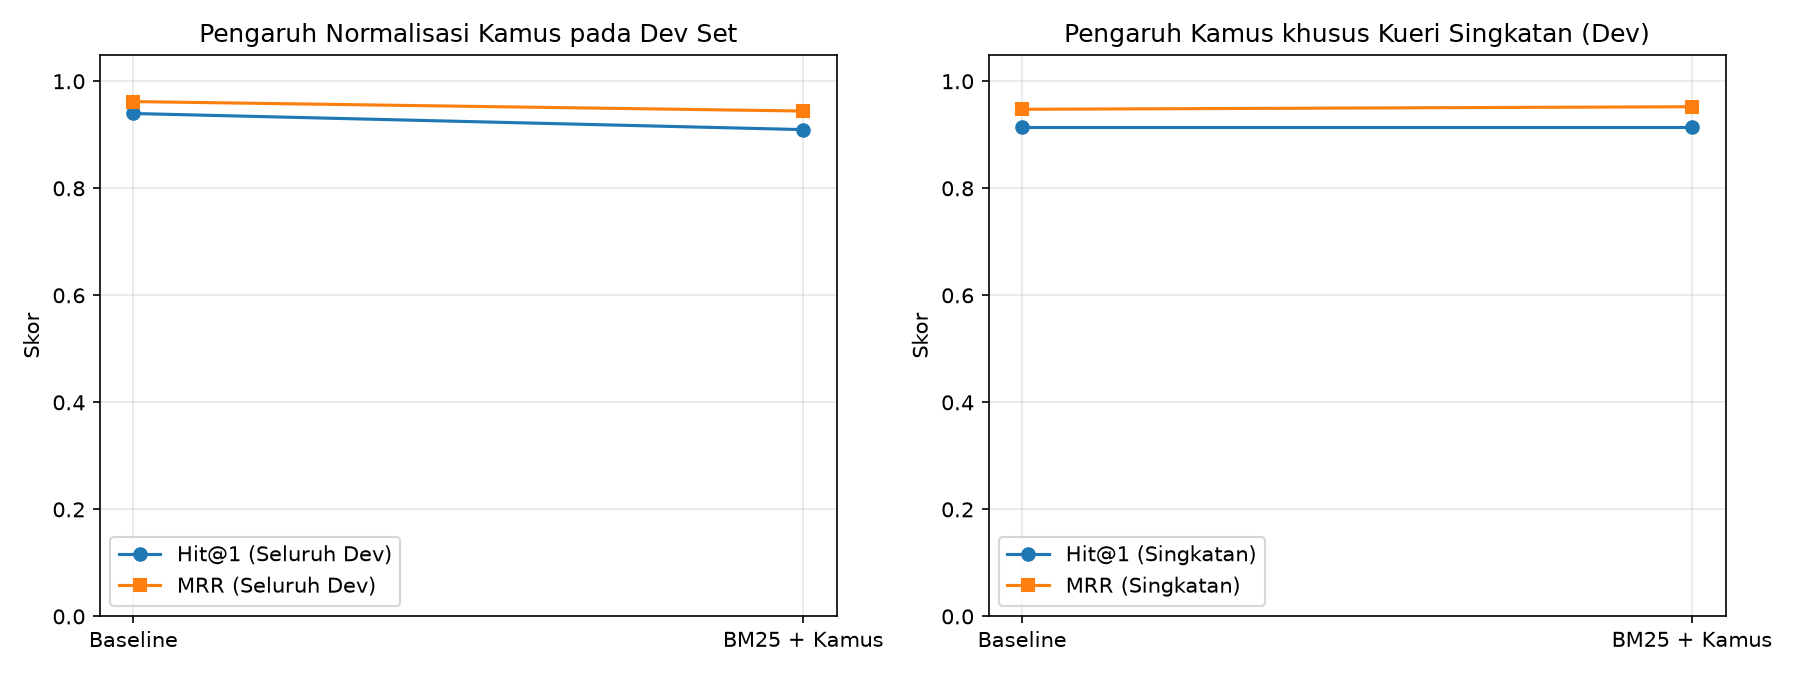 Pengaruh Normalisasi Kamus pada Dev Set
1.0
0.8
0.6
0.4
0.2
0.0
Skor
Hit@1 (Seluruh Dev)
MRR (Seluruh Dev)
Baseline
BM25 + Kamus
Pengaruh Kamus khusus Kueri Singkatan (Dev)
1.0
0.8
0.6
0.4
0.2
0.0
Skor
Hit@1 (Singkatan)
MRR (Singkatan)
Baseline
BM25 + Kamus